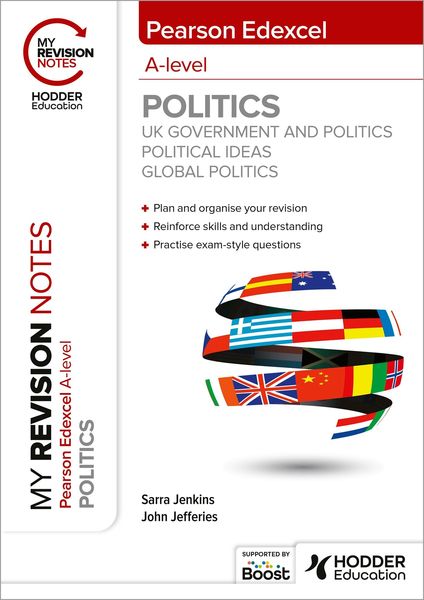 MY
REVISION
NOTES
HODDER
Education
Pearson Edexcel
A-level
POLITICS
UK GOVERNMENT AND POLITICS
POLITICAL IDEAS
GLOBAL POLITICS
+ Plan and organise your revision
+ Reinforce skills and understanding
+ Practise exam-style questions
MY REVISION NOTES
Pearson Edexcel A-level
POLITICS
Sarra Jenkins
John Jefferies
SUPPORTED BY
Boost
HODDER
Education